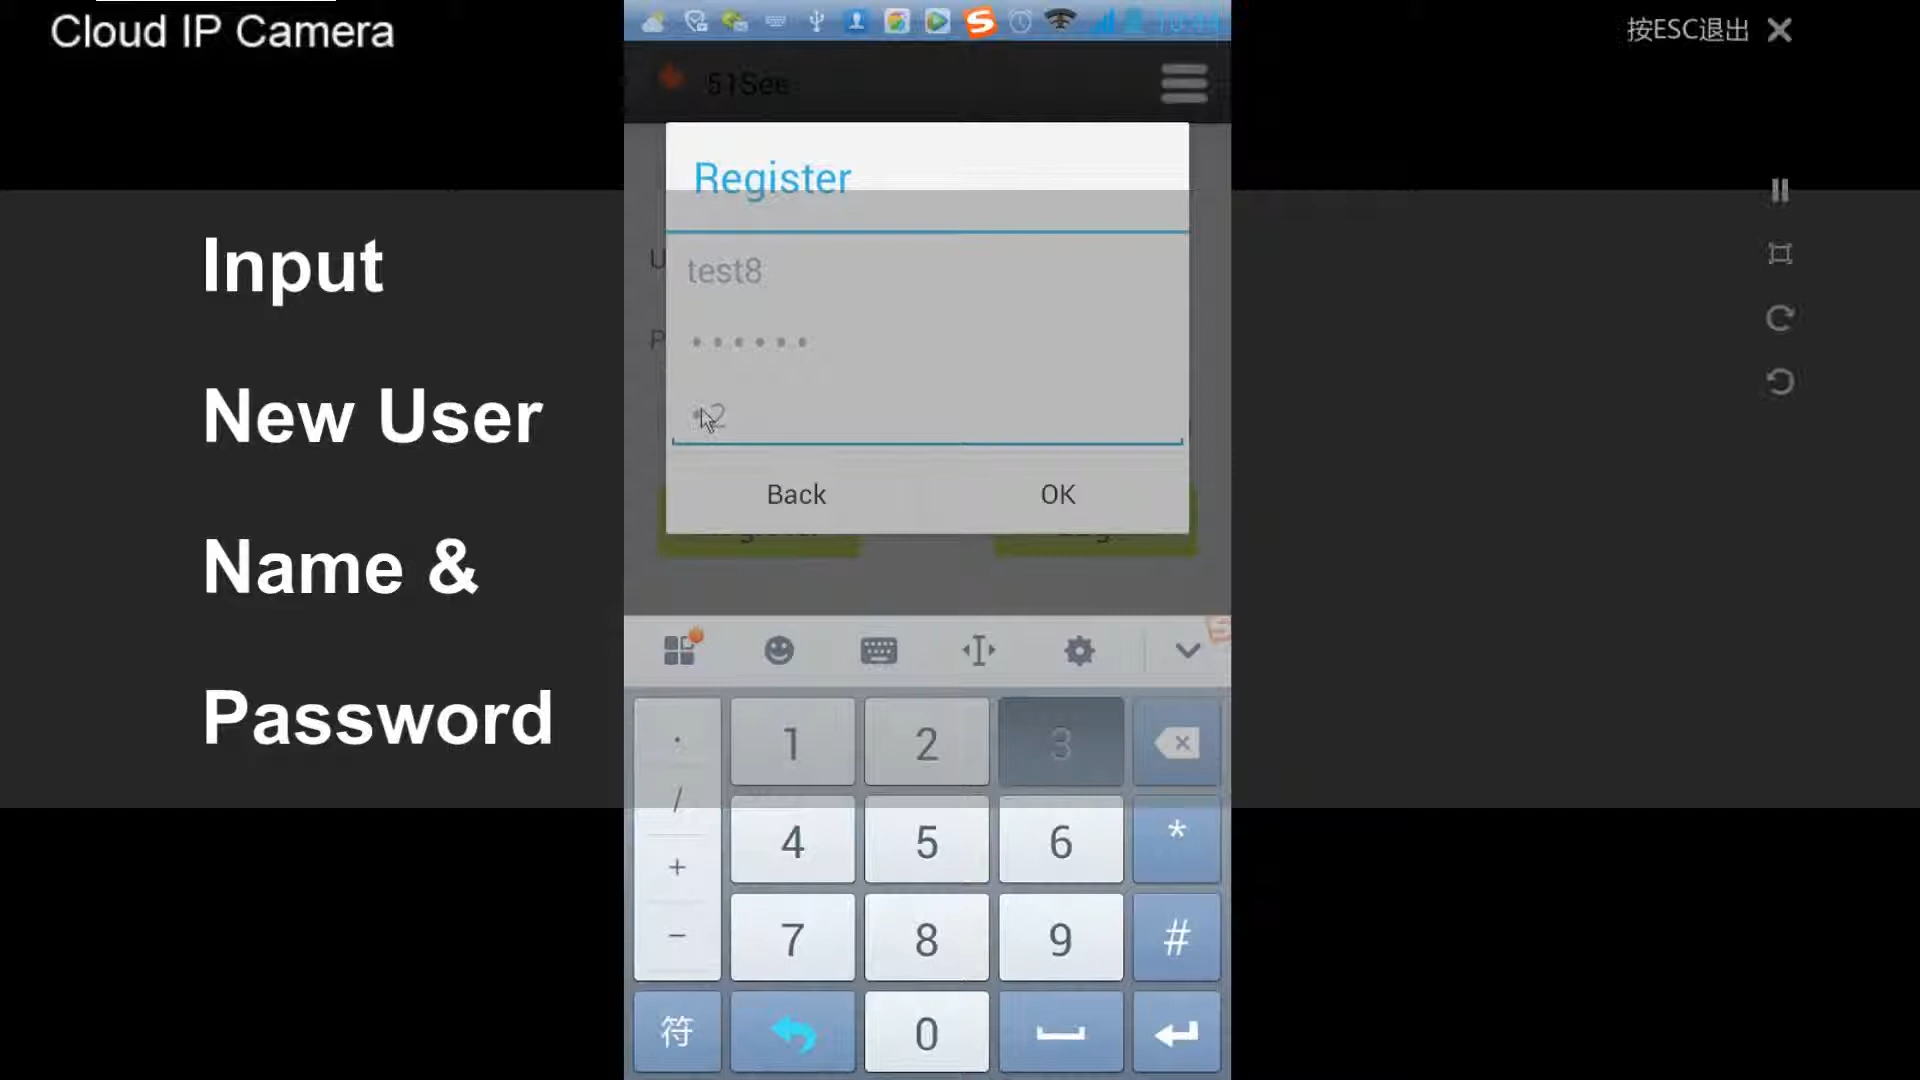 Cloud IP Camera
按ESC退出
51See
Register
Input
U
test8
P
New User
•2
Back
OK
Name &
Password
1
2
3
/
4
5
6
*
+
7
8
9
#
−
符
0